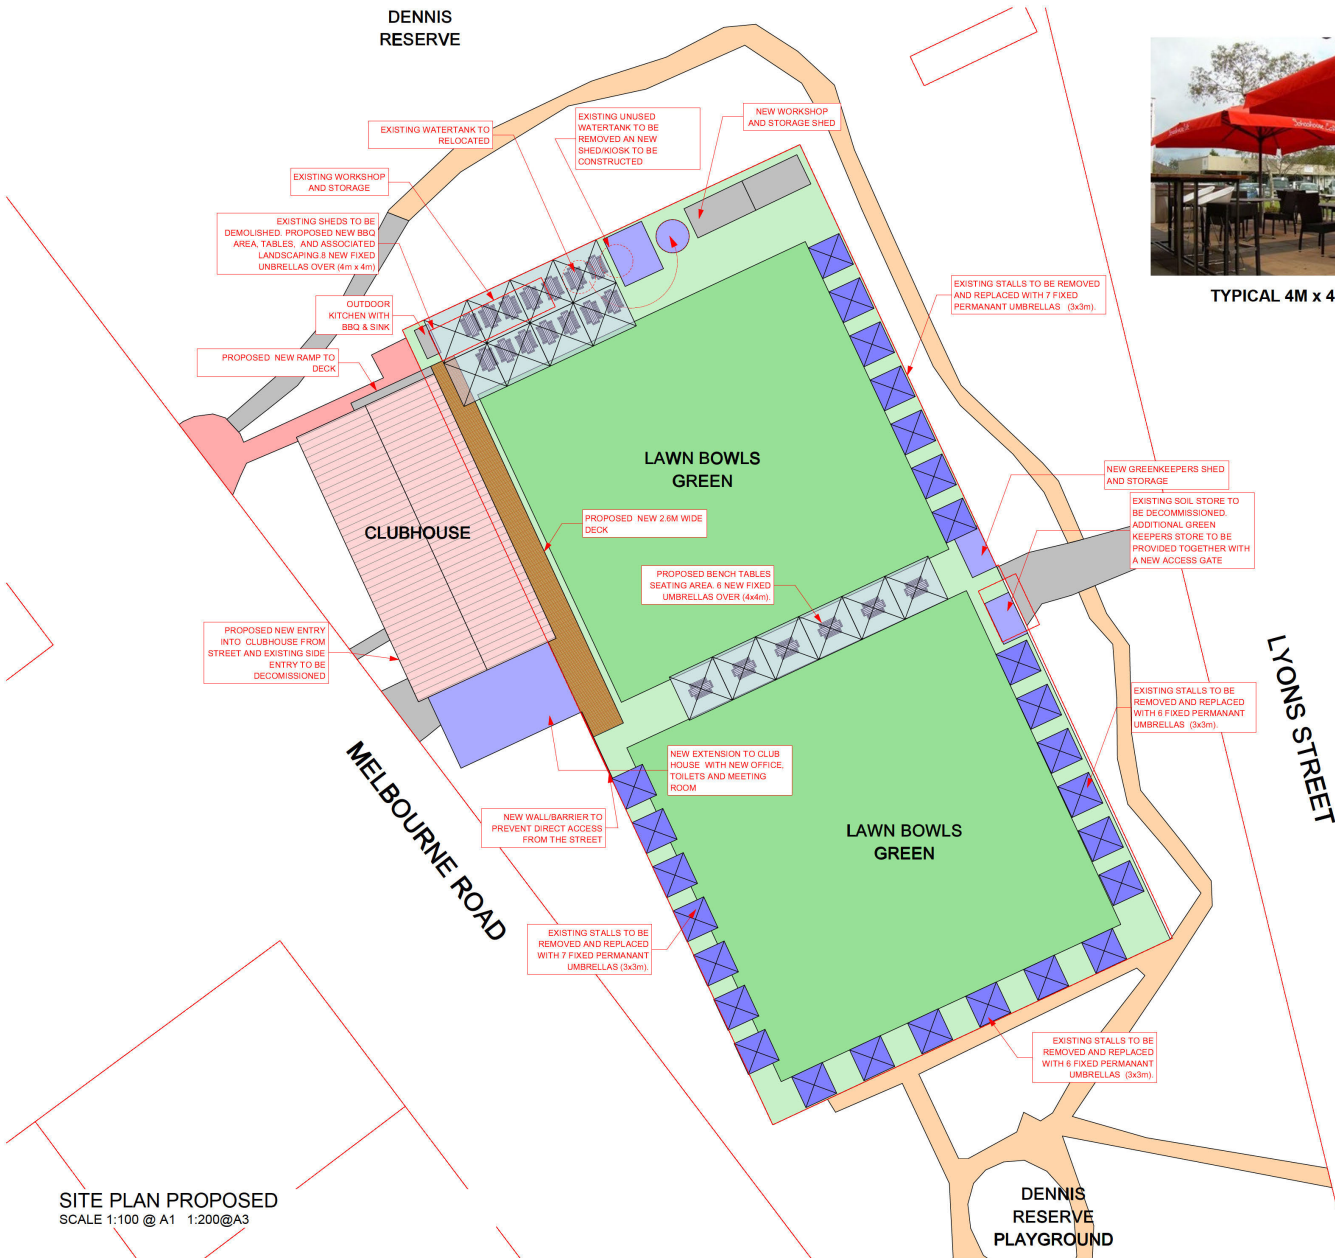 DENNIS
RESERVE
EXISTING WATERTANK TO
RELOCATED
EXISTING UNUSED
WATERTANK TO BE
REMOVED AN NEW
SHED/KIOSK TO BE
CONSTRUCTED
NEW WORKSHOP
AND STORAGE SHED
EXISTING WORKSHOP
AND STORAGE
EXISTING SHEDS TO BE
DEMOLISHED. PROPOSED NEW BBQ
AREA, TABLES, AND ASSOCIATED
LANDSCAPING.8 NEW FIXED
UNBRELLAS OVER (4m x 4m)
OUTDOOR
KITCHEN WITH
BBQ & SINK
PROPOSED NEW RAMP TO
DECK
TYPICAL 4M x 4
EXISTING STALLS TO BE REMOVED
AND REPLACED WITH 7 FIXED
PERMANANT UMBRELLAS (3x3m).
LAWN BOWLS
GREEN
CLUBHOUSE
PROPOSED NEW 2.6M WIDE
DECK
NEW GREENKEEPERS SHED
AND STORAGE
EXISTING SOIL STORE TO
BE DECOMMISSIONED.
ADDITIONAL GREEN
KEEPERS STORE TO BE
PROVIDED TOGETHER WITH
A NEW ACCESS GATE
PROPOSED BENCH TABLES
SEATING AREA. 6 NEW FIXED
UMBRELLAS OVER (4x4m).
PROPOSED NEW ENTRY
INTO CLUBHOUSE FROM
STREET AND EXISTING SIDE
ENTRY TO BE
DECOMISSIONED
LYONS STREET
EXISTING STALLS TO BE
REMOVED AND REPLACED
WITH 6 FIXED PERMANANT
UMBRELLAS (3x3m).
MELBOURNE ROAD
NEW EXTENSION TO CLUB
HOUSE WITH NEW OFFICE,
TOILETS AND MEETING
ROOM
NEW WALL/BARRIER TO
PREVENT DIRECT ACCESS
FROM THE STREET
LAWN BOWLS
GREEN
EXISTING STALLS TO BE
REMOVED AND REPLACED
WITH 7 FIXED PERMANANT
UMBRELLAS (3x3m).
EXISTING STALLS TO BE
REMOVED AND REPLACED
WITH 6 FIXED PERMANANT
UMBRELLAS (3x3m).
SITE PLAN PROPOSED
SCALE 1:100 @ A1 1:200@A3
DENNIS
RESERVE
PLAYGROUND